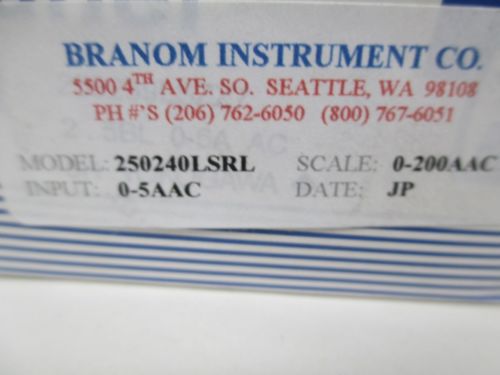 BRANOM INSTRUMENT CO.
5500 4TH AVE. SO. SEATTLE, WA 98108
PH #'S (206) 762-6050 (800) 767-6051
MODEL: 250240LSRL SCALE: 0-200AAC
INPUT: 0-5AAC DATE: JP